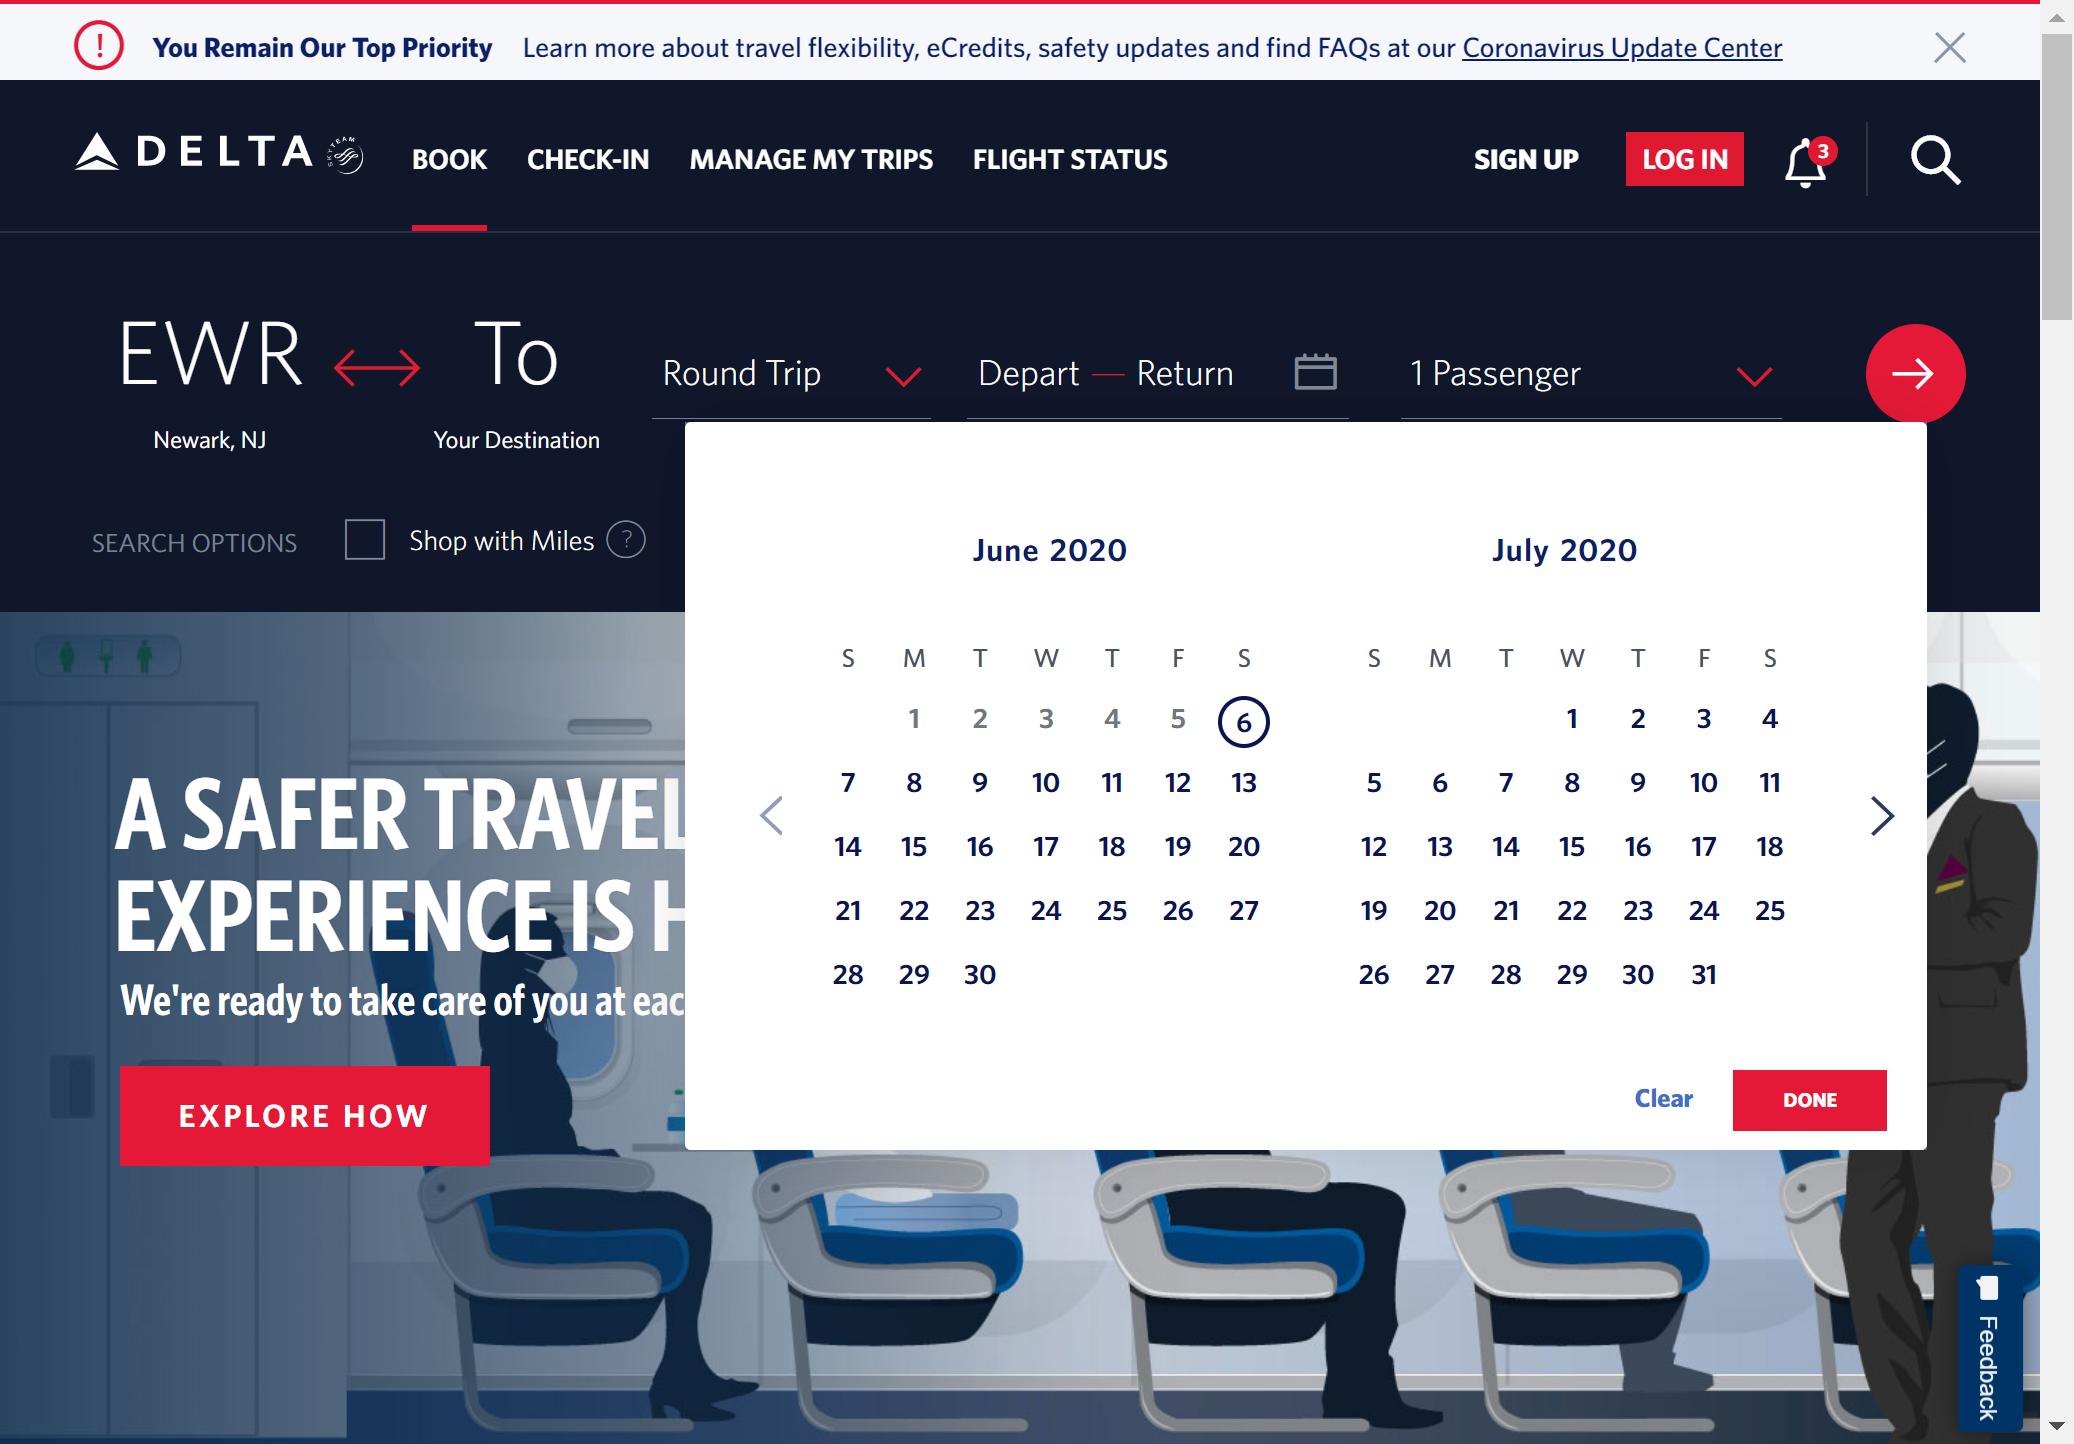 ! You Remain Our Top Priority Learn more about travel flexibility, eCredits, safety updates and find FAQs at our Coronavirus Update Center
DELTA SKYTEAM BOOK CHECK-IN MANAGE MY TRIPS FLIGHT STATUS SIGN UP LOG IN 3
EWR To Round Trip Depart — Return 1 Passenger
Newark, NJ Your Destination
SEARCH OPTIONS Shop with Miles ?
June 2020
S M T W T F S
1 2 3 4 5 6
7 8 9 10 11 12 13
14 15 16 17 18 19 20
21 22 23 24 25 26 27
28 29 30
July 2020
S M T W T F S
1 2 3 4
5 6 7 8 9 10 11
12 13 14 15 16 17 18
19 20 21 22 23 24 25
26 27 28 29 30 31
Clear DONE
A SAFER TRAVEL
EXPERIENCE IS H
We're ready to take care of you at eac
EXPLORE HOW
Feedback